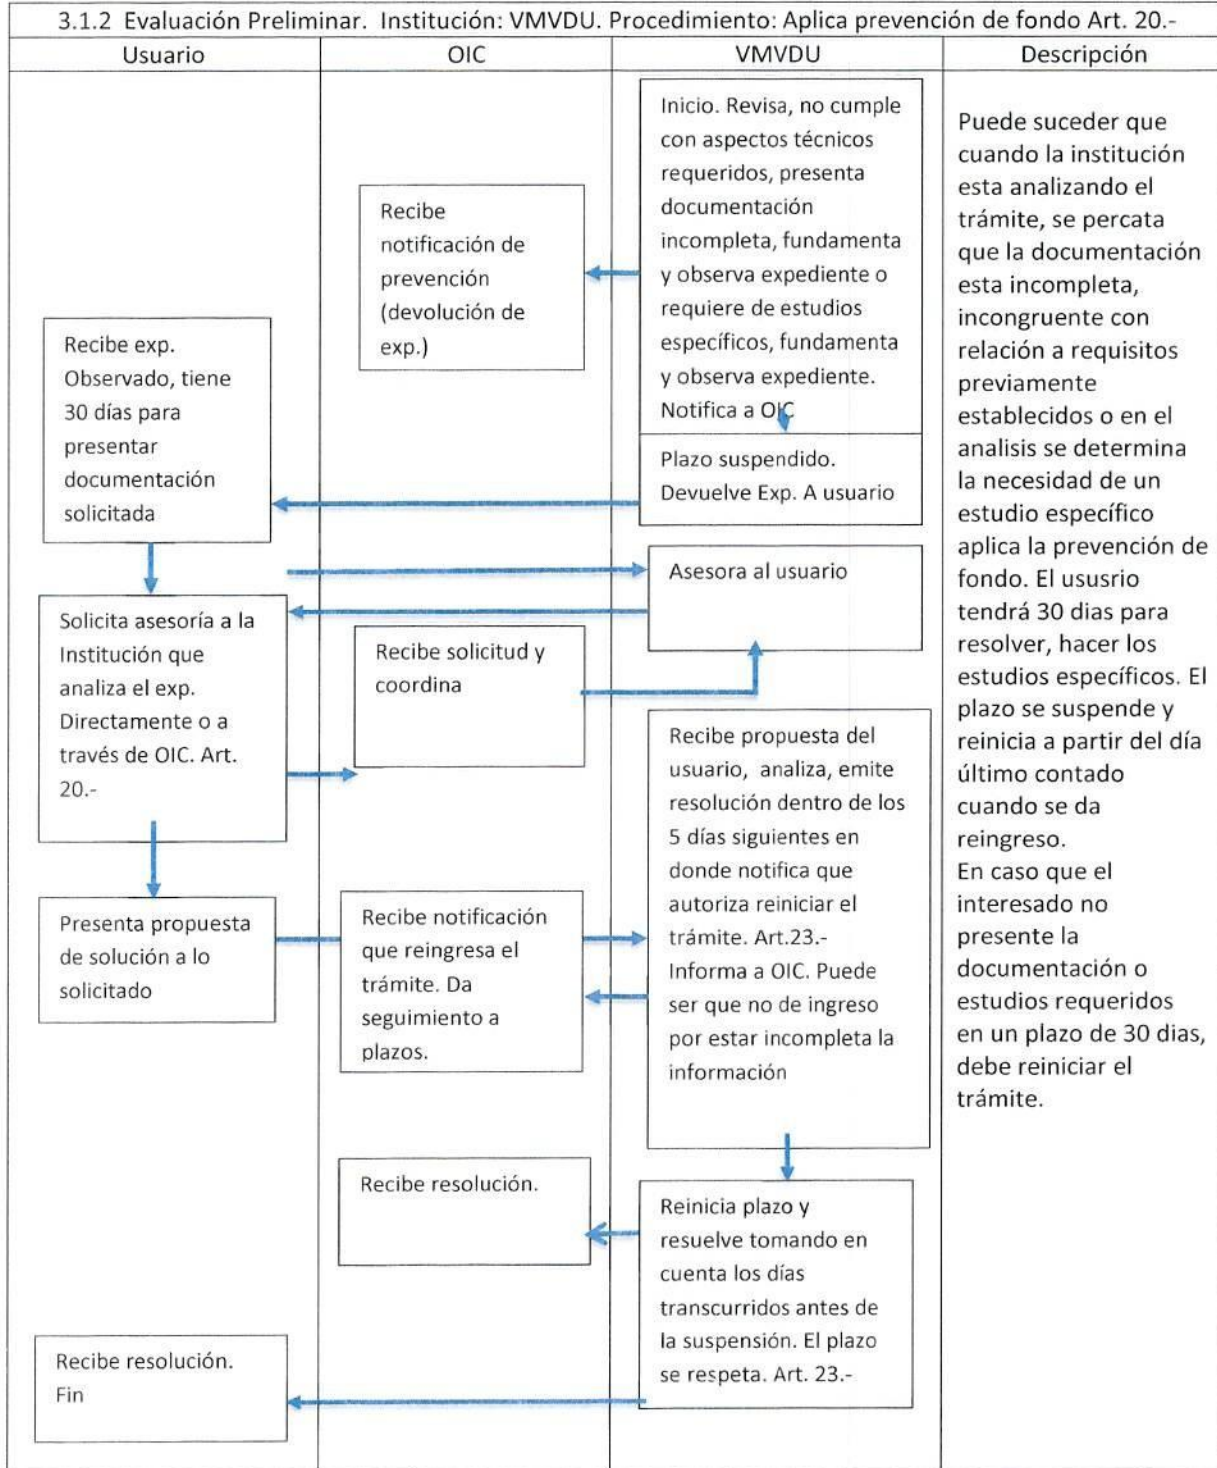 3.1.2 Evaluación Preliminar. Institución: VMVDU. Procedimiento: Aplica prevención de fondo Art. 20.-
Usuario
OIC
VMVDU
Descripción
Inicio. Revisa, no cumple
con aspectos técnicos
requeridos, presenta
documentación
incompleta, fundamenta
y observa expediente o
requiere de estudios
específicos, fundamenta
y observa expediente.
Notifica a OIC
Recibe
notificación de
prevención
(devolución de
exp.)
Plazo suspendido.
Devuelve Exp. A usuario
Recibe exp.
Observado, tiene
30 días para
presentar
documentación
solicitada
Solicita asesoría a la
Institución que
analiza el exp.
Directamente o a
través de OIC. Art.
20.-
Asesora al usuario
Recibe solicitud y
coordina
Presenta propuesta
de solución a lo
solicitado
Recibe notificación
que reingresa el
trámite. Da
seguimiento a
plazos.
Recibe propuesta del
usuario, analiza, emite
resolución dentro de los
5 días siguientes en
donde notifica que
autoriza reiniciar el
trámite. Art.23.-
Informa a OIC. Puede
ser que no de ingreso
por estar incompleta la
información
Recibe resolución.
Reinicia plazo y
resuelve tomando en
cuenta los días
transcurridos antes de
la suspensión. El plazo
se respeta. Art. 23.-
Recibe resolución.
Fin
Puede suceder que
cuando la institución
esta analizando el
trámite, se percata
que la documentación
esta incompleta,
incongruente con
relación a requisitos
previamente
establecidos o en el
analisis se determina
la necesidad de un
estudio específico
aplica la prevención de
fondo. El ususrio
tendrá 30 dias para
resolver, hacer los
estudios específicos. El
plazo se suspende y
reinicia a partir del día
último contado
cuando se da
reingreso.
En caso que el
interesado no
presente la
documentación o
estudios requeridos
en un plazo de 30 dias,
debe reiniciar el
trámite.